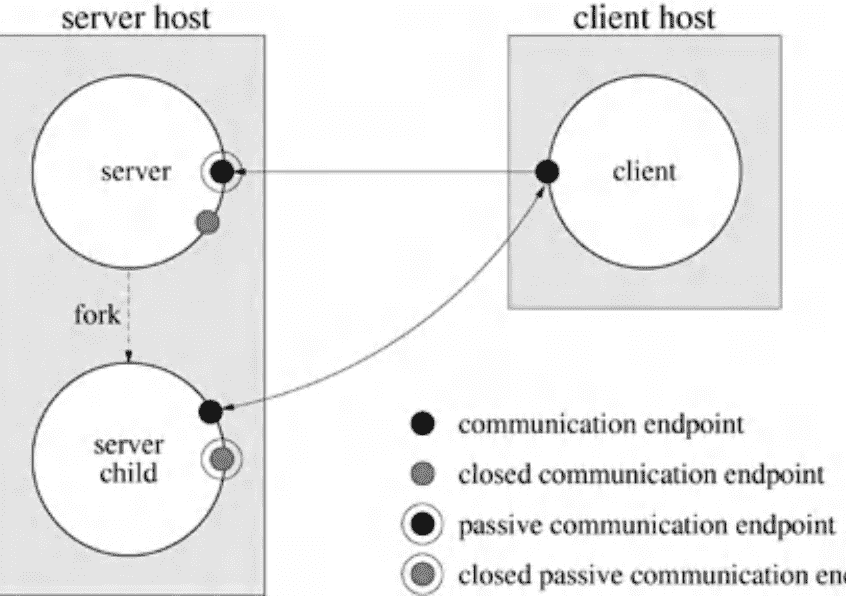 server host
client host
server
client
fork
server
child
communication endpoint
closed communication endpoint
passive communication endpoint
closed passive communication